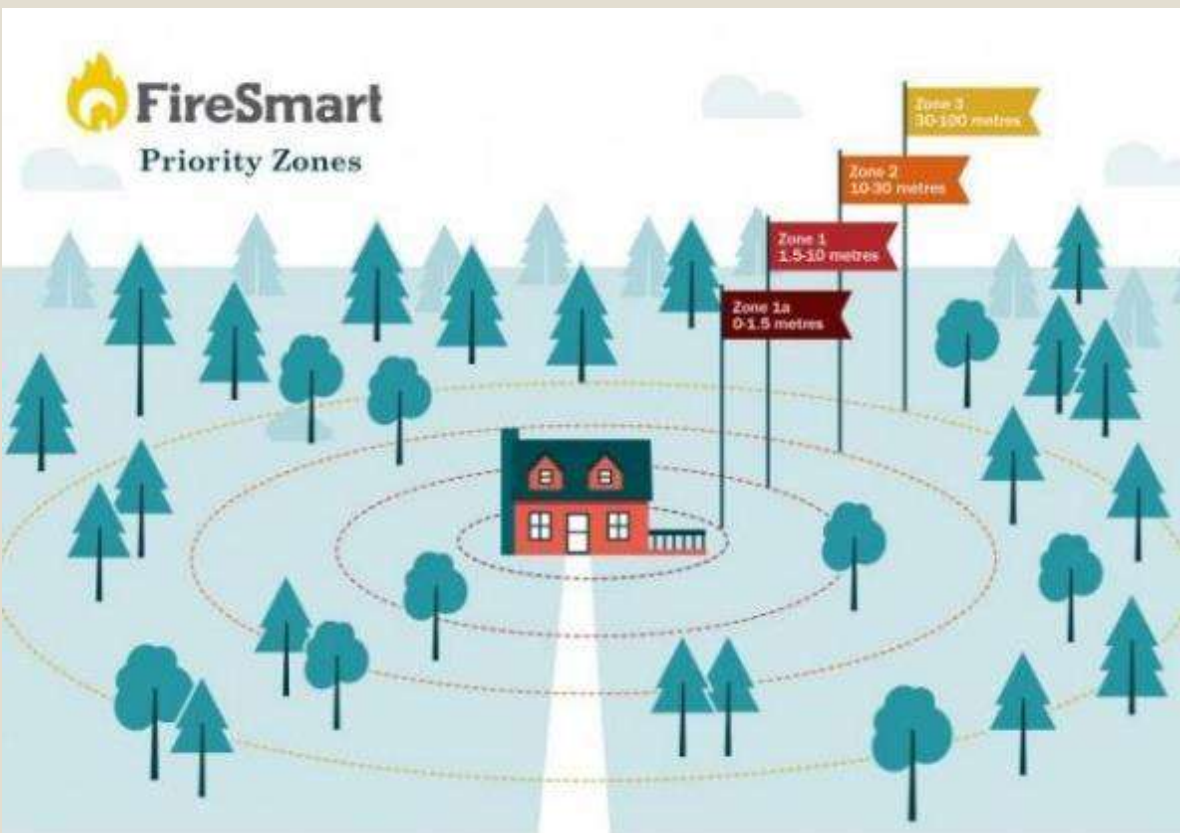 FireSmart
Priority Zones
Zone 3
30-100 metres
Zone 2
10-30 metres
Zone 1
1.5-10 metres
Zone 1a
0-1.5 metres